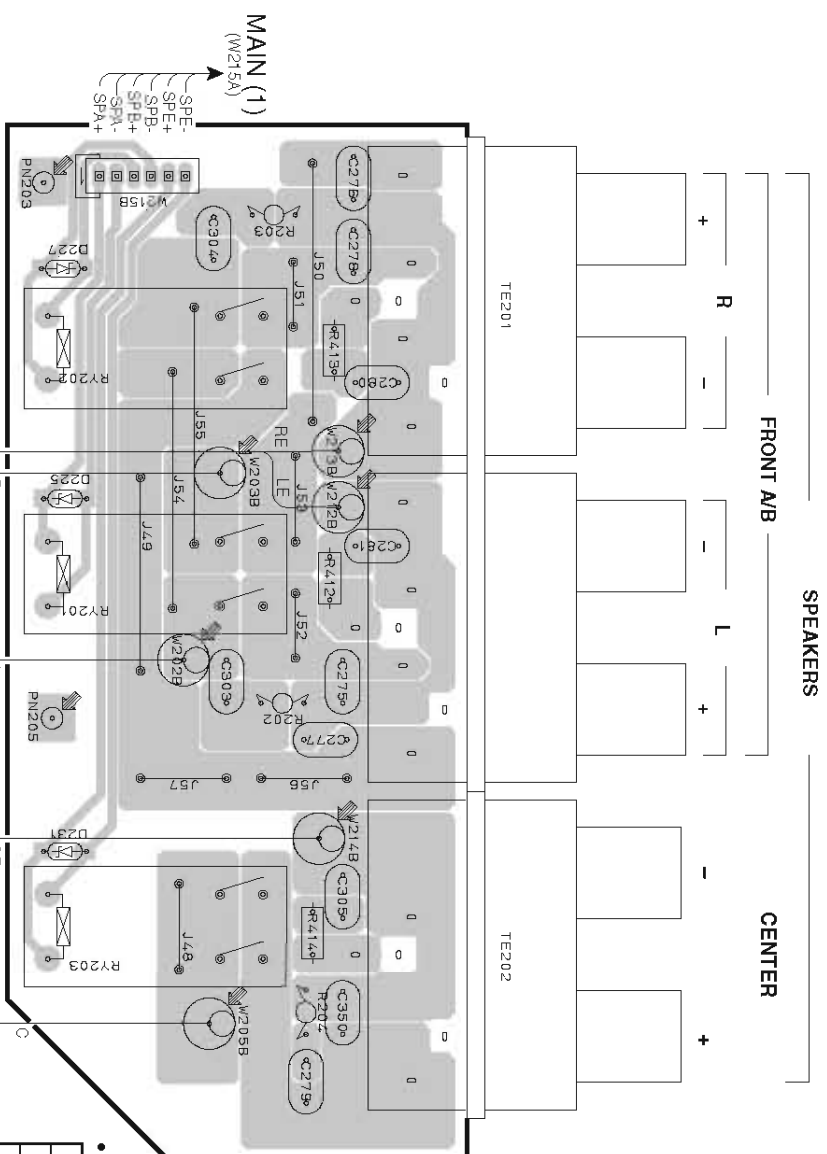 SPEAKERS
FRONT A/B
CENTER
R
L
+
-
-
+
-
+
TE201
TE202
MAIN (1)
(W215A)
SPE-
SPE+
SPB-
SPB+
SPA-
SPA+
W215B
PN203
C276
C278
J50
R203
C304
J51
D227
RY202
R413
C280
J55
J54
RE
W213B
LE
W203B
J53
W212B
D225
J49
RY201
C281
R412
J52
W202B
C303
C275
R202
C277
PN205
J57
J56
W214B
D231
C305
R414
J48
RY203
R204
C350
W205B
C279
C